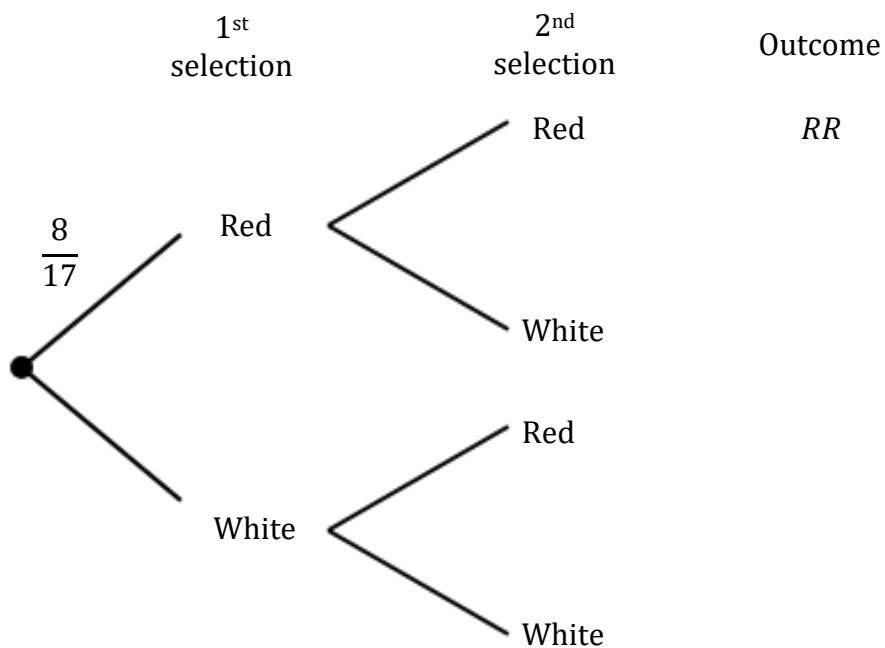 1st selection
2nd selection
Outcome
Red
RR
8/17
Red
White
Red
White
White